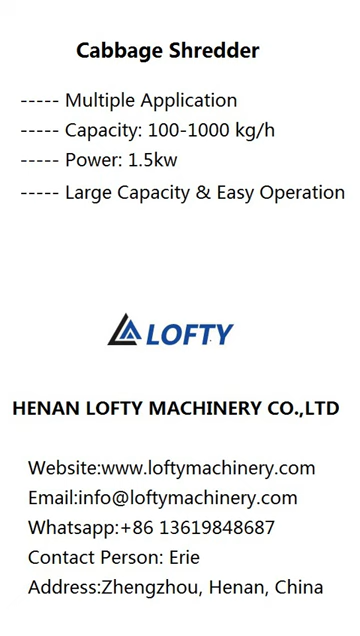 Cabbage Shredder
----- Multiple Application
----- Capacity: 100-1000 kg/h
----- Power: 1.5kw
----- Large Capacity & Easy Operation
LOFTY
HENAN LOFTY MACHINERY CO.,LTD
Website:www.loftymachinery.com
Email:info@loftymachinery.com
Whatsapp:+86 13619848687
Contact Person: Erie
Address:Zhengzhou, Henan, China